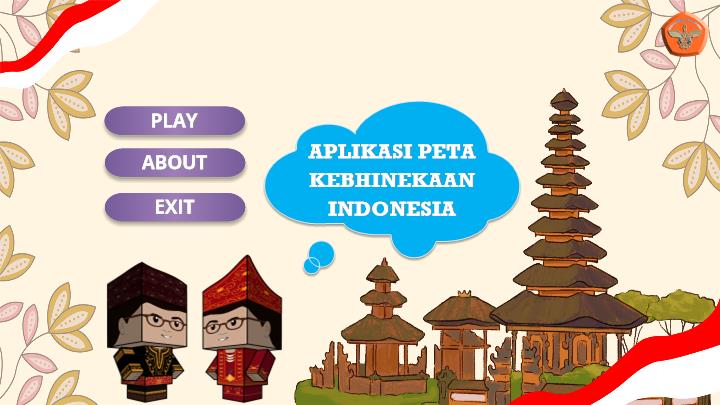 PLAY
ABOUT
EXIT
APLIKASI PETA
KEBHINEKAAN
INDONESIA